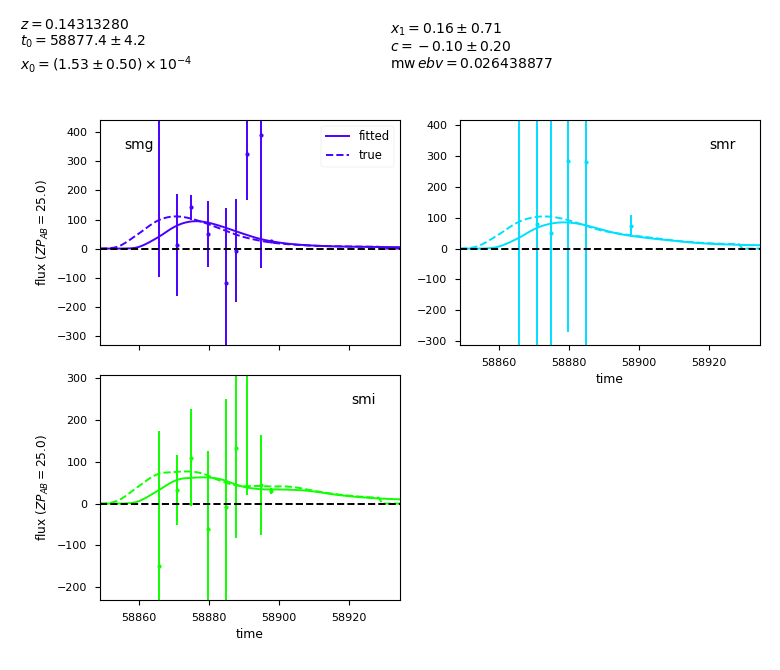 z = 0.14313280
t₀ = 58877.4 ± 4.2
x₀ = (1.53 ± 0.50) × 10⁻⁴
x₁ = 0.16 ± 0.71
c = −0.10 ± 0.20
mw ebv = 0.026438877
smg
fitted
true
400
300
200
100
0
−100
−200
−300
flux (ZP_AB = 25.0)
smr
400
300
200
100
0
−100
−200
−300
58860 58880 58900 58920
time
smi
300
200
100
0
−100
−200
flux (ZP_AB = 25.0)
58860 58880 58900 58920
time